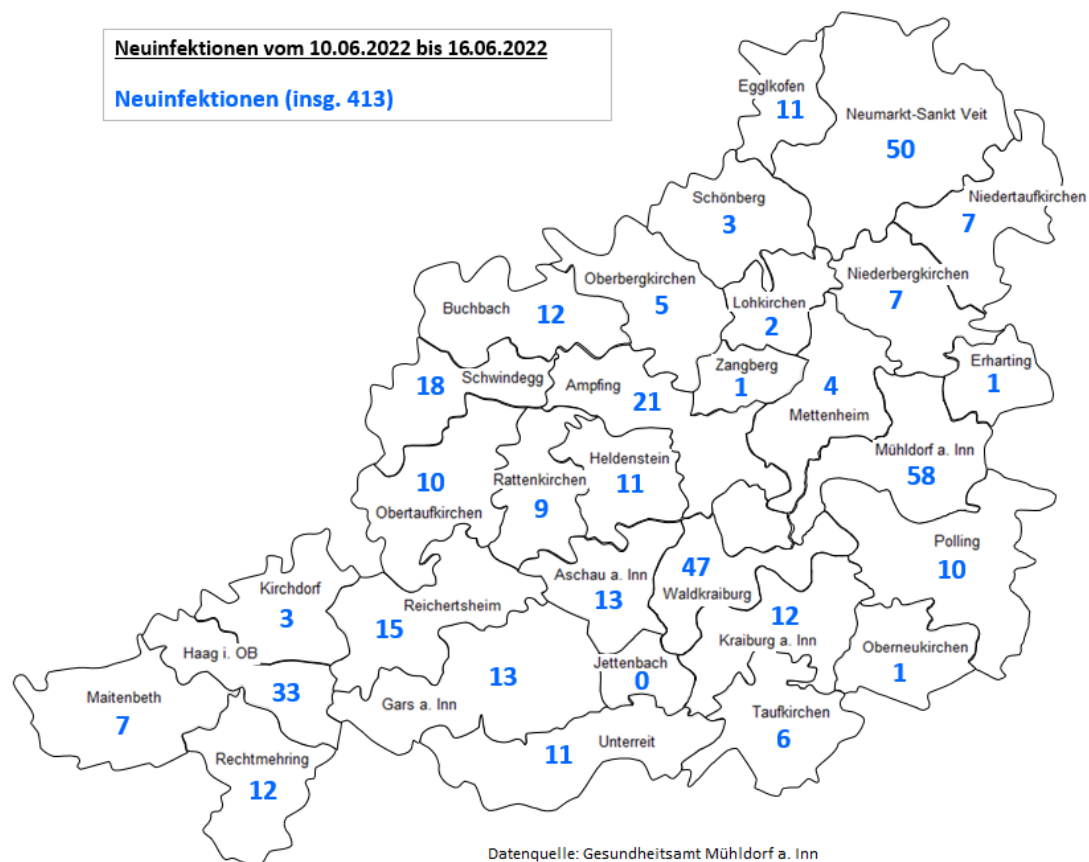 Neuinfektionen vom 10.06.2022 bis 16.06.2022
Neuinfektionen (insg. 413)
Egglkofen
11
Neumarkt-Sankt Veit
50
Schönberg
3
Niedertaufkirchen
7
Oberbergkirchen
5
Niederbergkirchen
7
Buchbach
12
Lohkirchen
2
Schwindegg
18
Ampfing
21
Zangberg
1
4
Mettenheim
Erharting
1
Mühldorf a. Inn
58
10
Obertaufkirchen
Rattenkirchen
9
Heldenstein
11
Polling
10
Kirchdorf
3
Reichertsheim
15
Aschau a. Inn
13
47
Waldkraiburg
12
Kraiburg a. Inn
Oberneukirchen
1
Haag i. OB
33
Maitenbeth
7
Gars a. Inn
13
Jettenbach
0
Taufkirchen
6
Rechtmehring
12
11
Unterreit
Datenquelle: Gesundheitsamt Mühldorf a. Inn